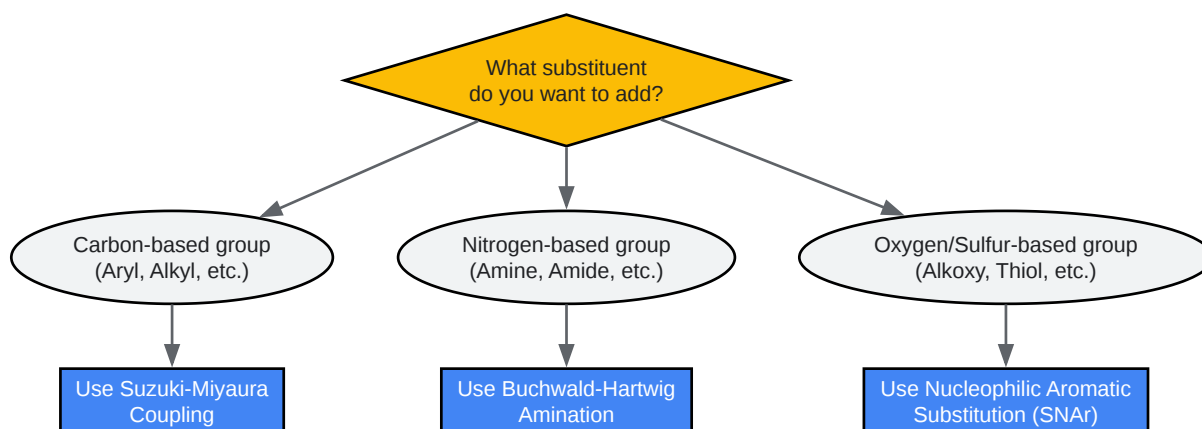 What substituent
do you want to add?
Carbon-based group
(Aryl, Alkyl, etc.)
Nitrogen-based group
(Amine, Amide, etc.)
Oxygen/Sulfur-based group
(Alkoxy, Thiol, etc.)
Use Suzuki-Miyaura
Coupling
Use Buchwald-Hartwig
Amination
Use Nucleophilic Aromatic
Substitution (SNAr)